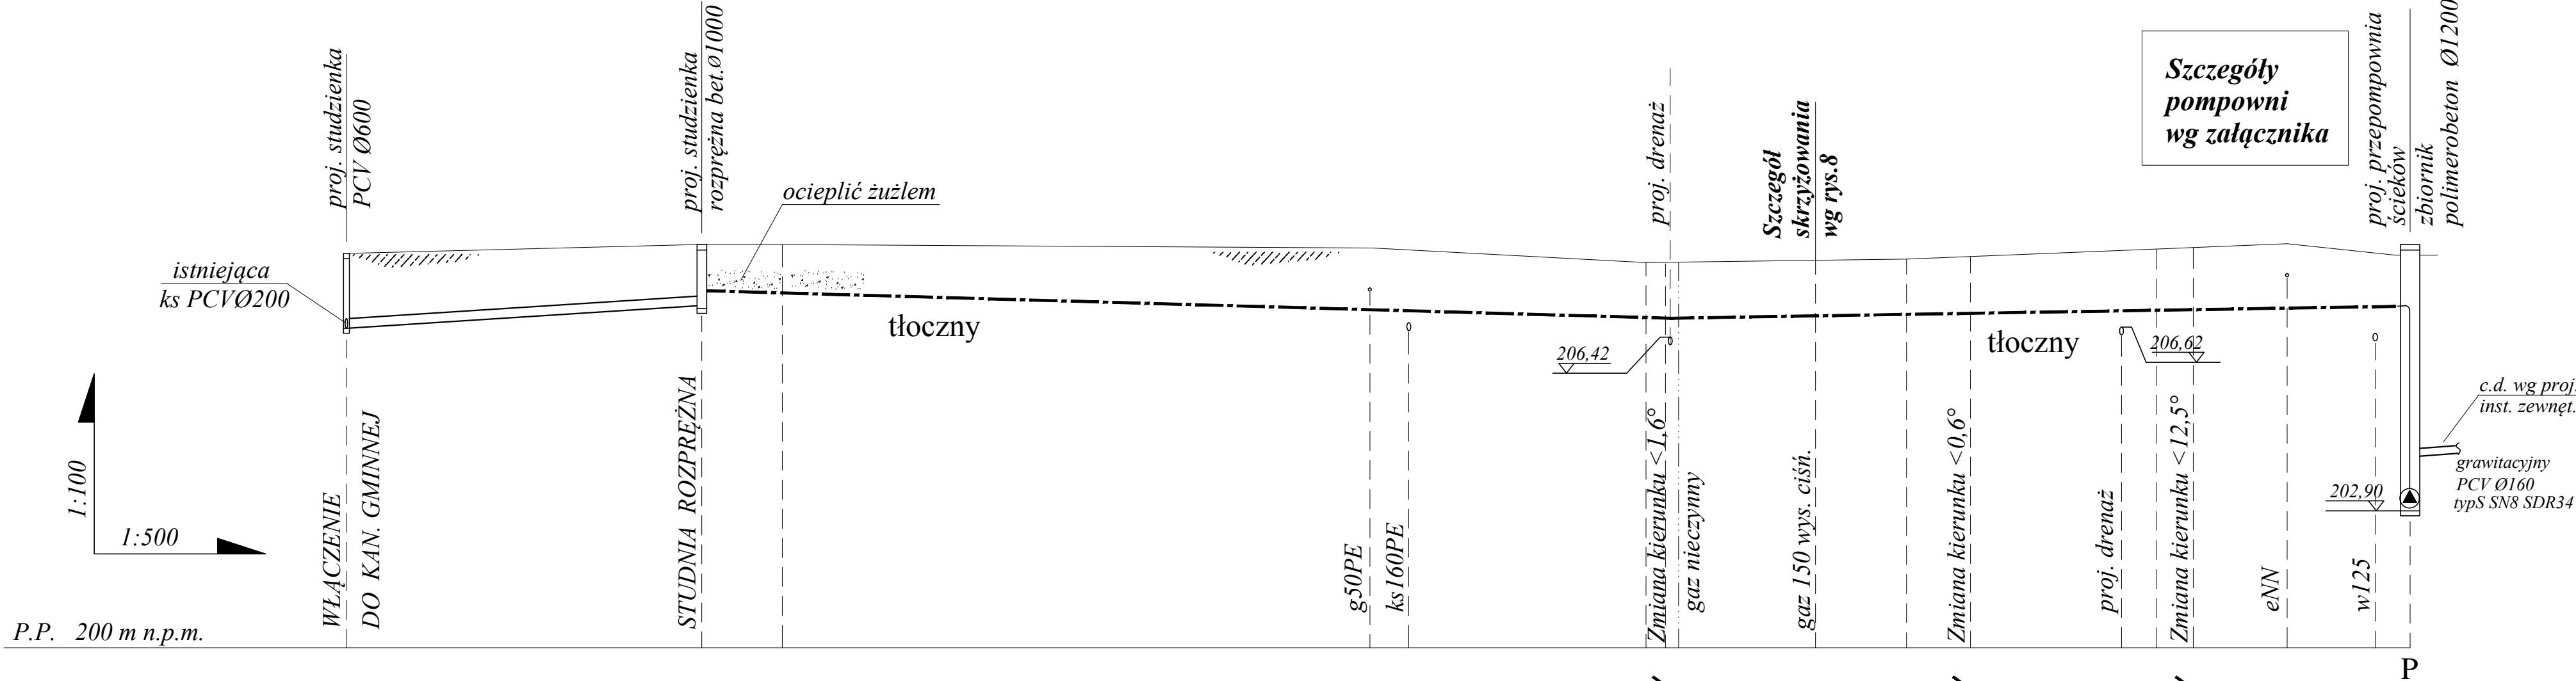 proj. studzienka
PCV Ø600
proj. studzienka
rozprężna bet.ø1000
ocieplić żużlem
istniejąca
ks PCVØ200
tłoczny
proj. drenaż
Szczegół
skrzyżowania
wg rys.8
Szczegóły
pompowni
wg załącznika
proj. przepompownia
ścieków
zbiornik
polimerobeton Ø1200
206,42
tłoczny
206,62
c.d. wg proj.
inst. zewnęt.
grawitacyjny
PCV Ø160
typS SN8 SDR34
202,90
1:100
1:500
WŁĄCZENIE
DO KAN. GMINNEJ
STUDNIA ROZPRĘŻNA
g50PE
ks160PE
Zmiana kierunku <1,6°
gaz nieczynny
gaz 150 wys. ciśń.
Zmiana kierunku <0,6°
proj. drenaż
Zmiana kierunku <12,5°
eNN
w125
P.P. 200 m n.p.m.
P